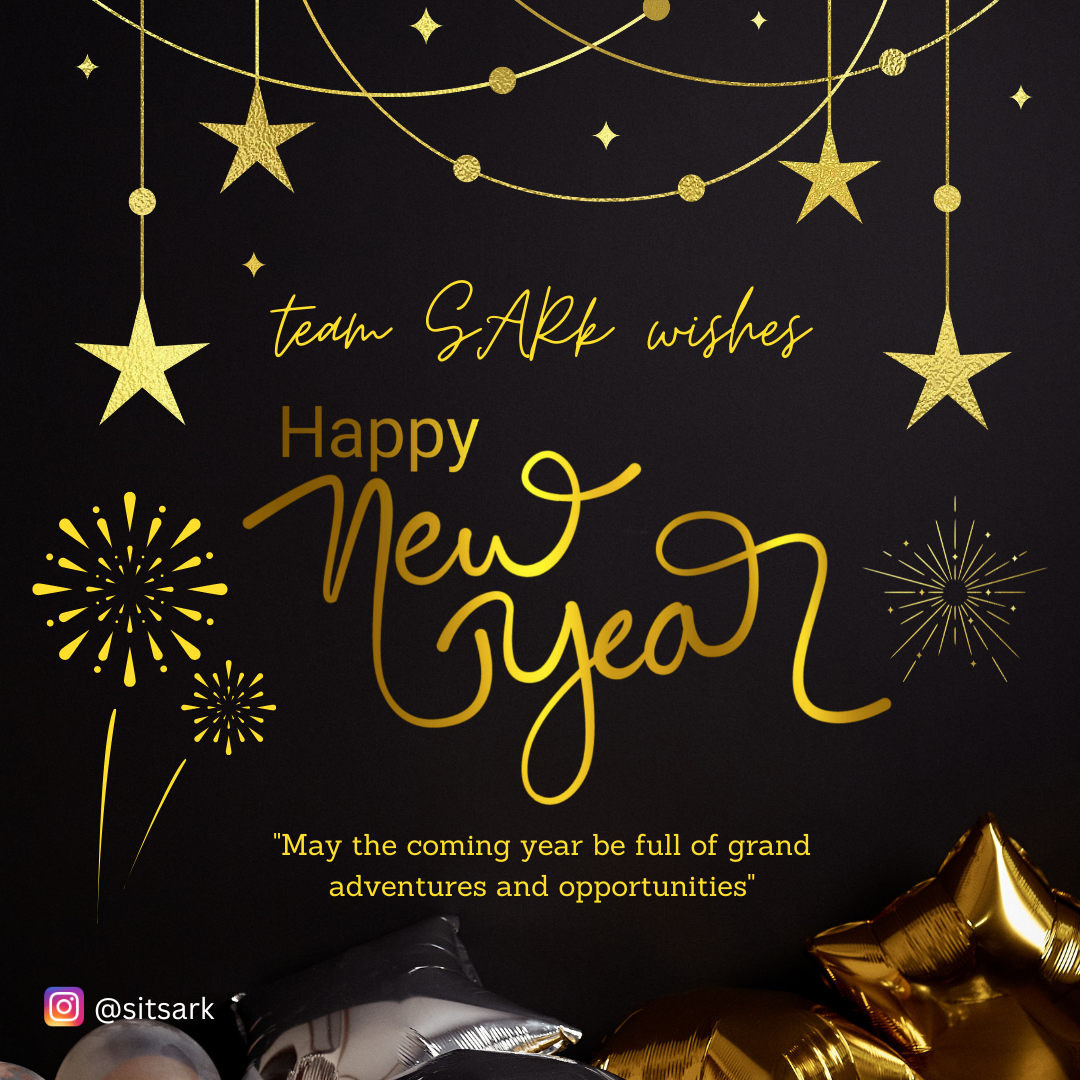 team SARk wishes
Happy
New
Year
"May the coming year be full of grand
adventures and opportunities"
@sitsark